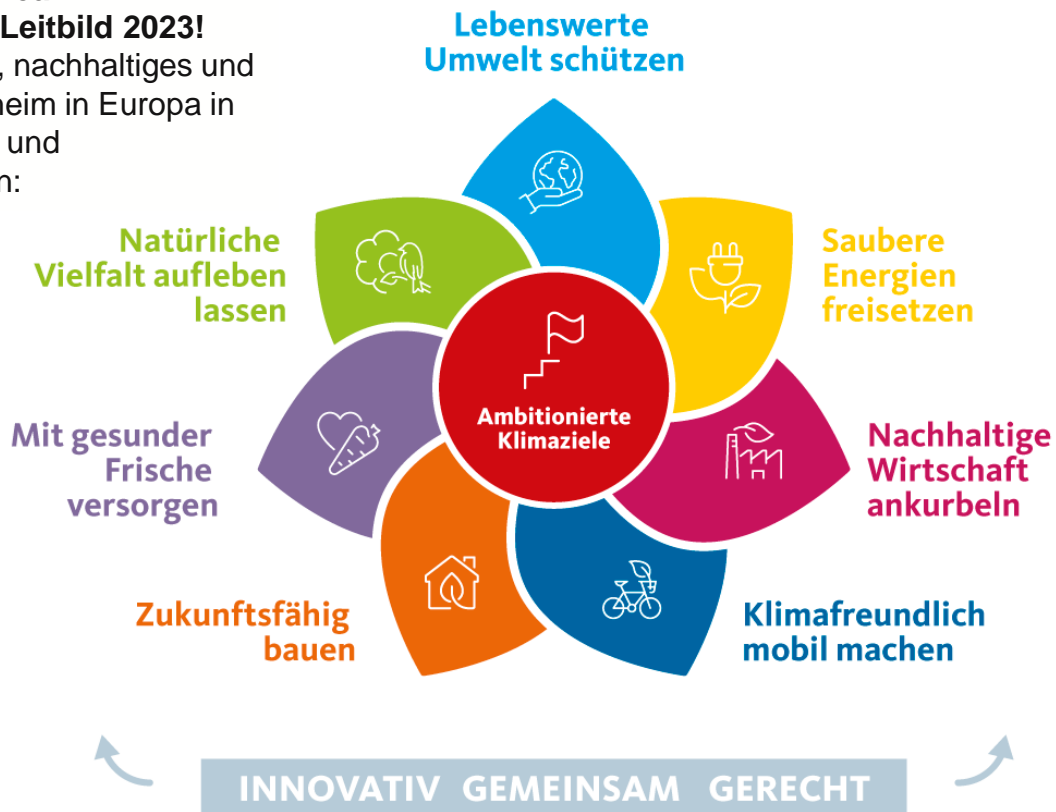 Leitbild 2023!
, nachhaltiges und
heim in Europa in
und
n:
Lebenswerte
Umwelt schützen
Natürliche
Vielfalt aufleben
lassen
Saubere
Energien
freisetzen
Ambitionierte
Klimaziele
Mit gesunder
Frische
versorgen
Nachhaltige
Wirtschaft
ankurbeln
Zukunftsfähig
bauen
Klimafreundlich
mobil machen
INNOVATIV GEMEINSAM GERECHT